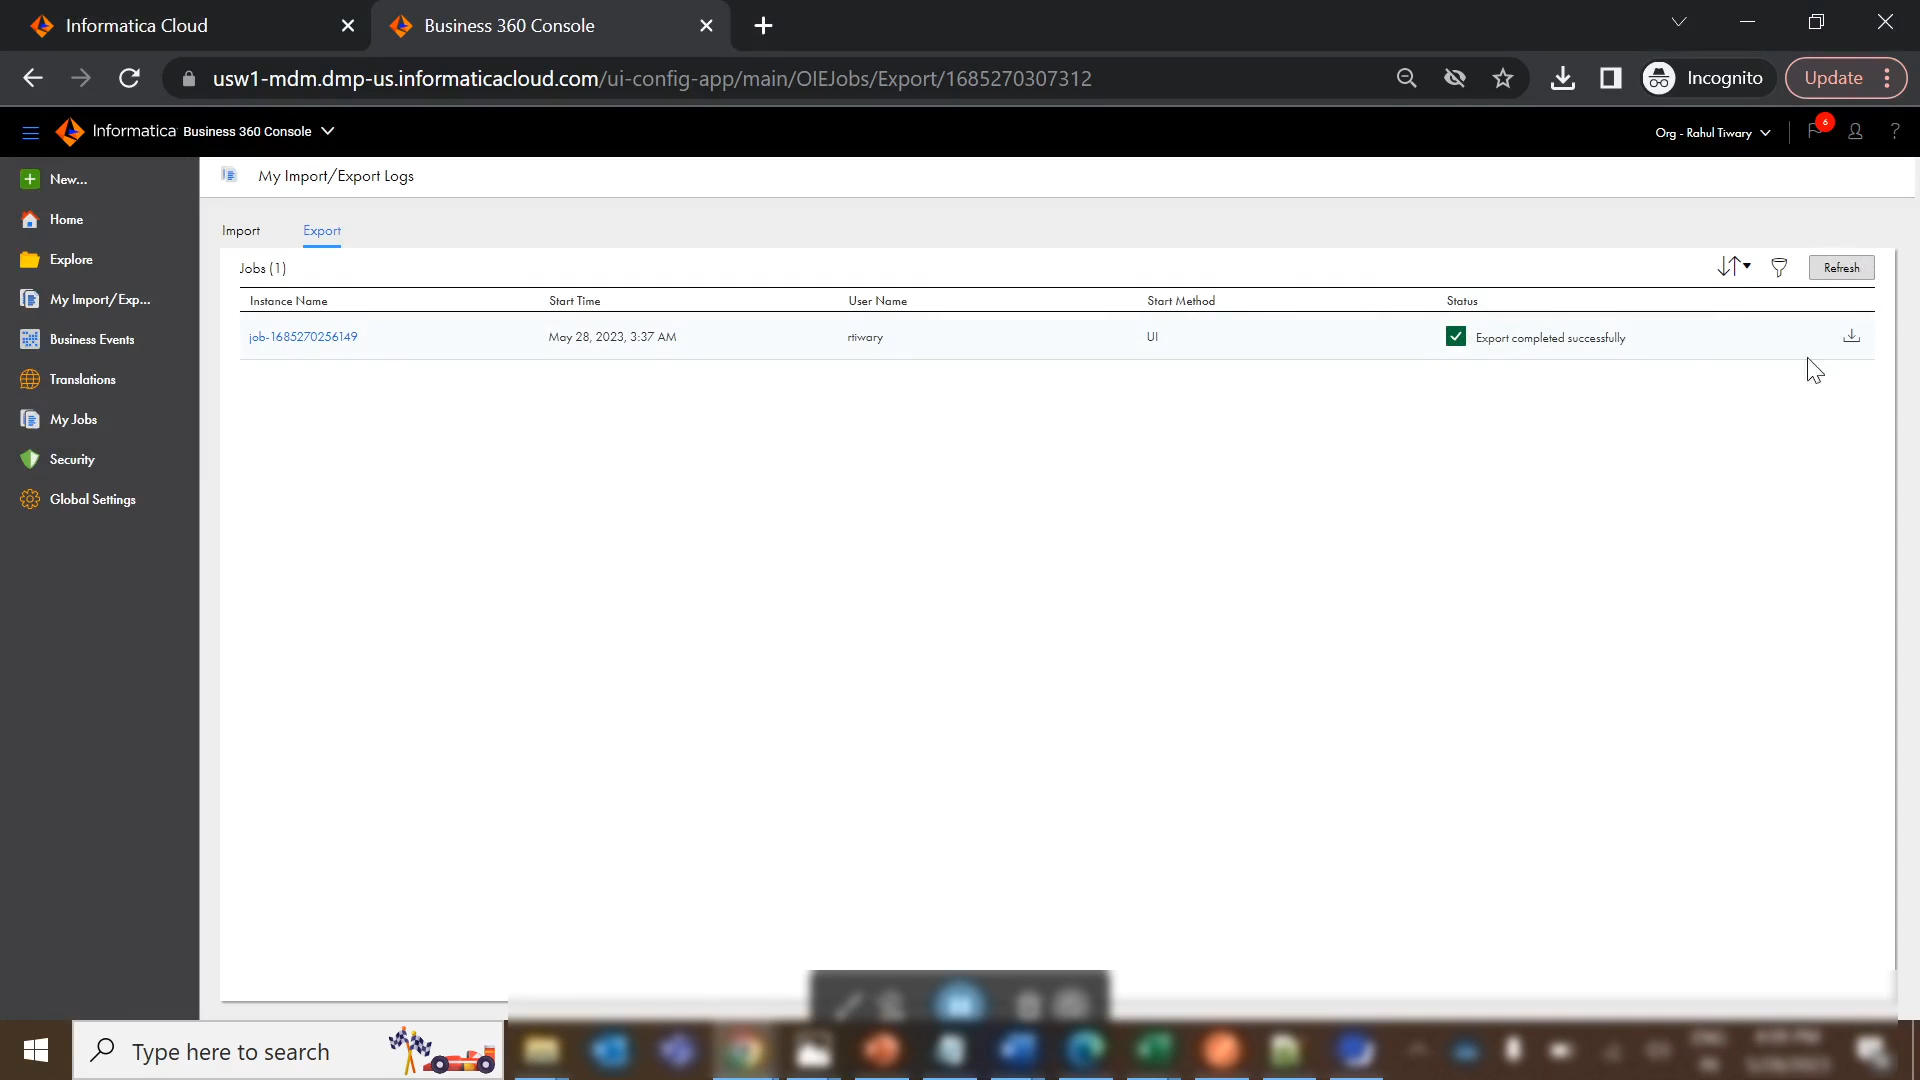 Informatica Cloud
Business 360 Console
usw1-mdm.dmp-us.informaticacloud.com/ui-config-app/main/OIEJobs/Export/1685270307312
Incognito
Update
Informatica Business 360 Console
Org - Rahul Tiwary
6
?
New...
Home
Explore
My Import/Exp...
Business Events
Translations
My Jobs
Security
Global Settings
My Import/Export Logs
Import
Export
Jobs (1)
Refresh
Instance Name
Start Time
User Name
Start Method
Status
job-1685270256149
May 28, 2023, 3:37 AM
rtiwary
UI
Export completed successfully
Type here to search